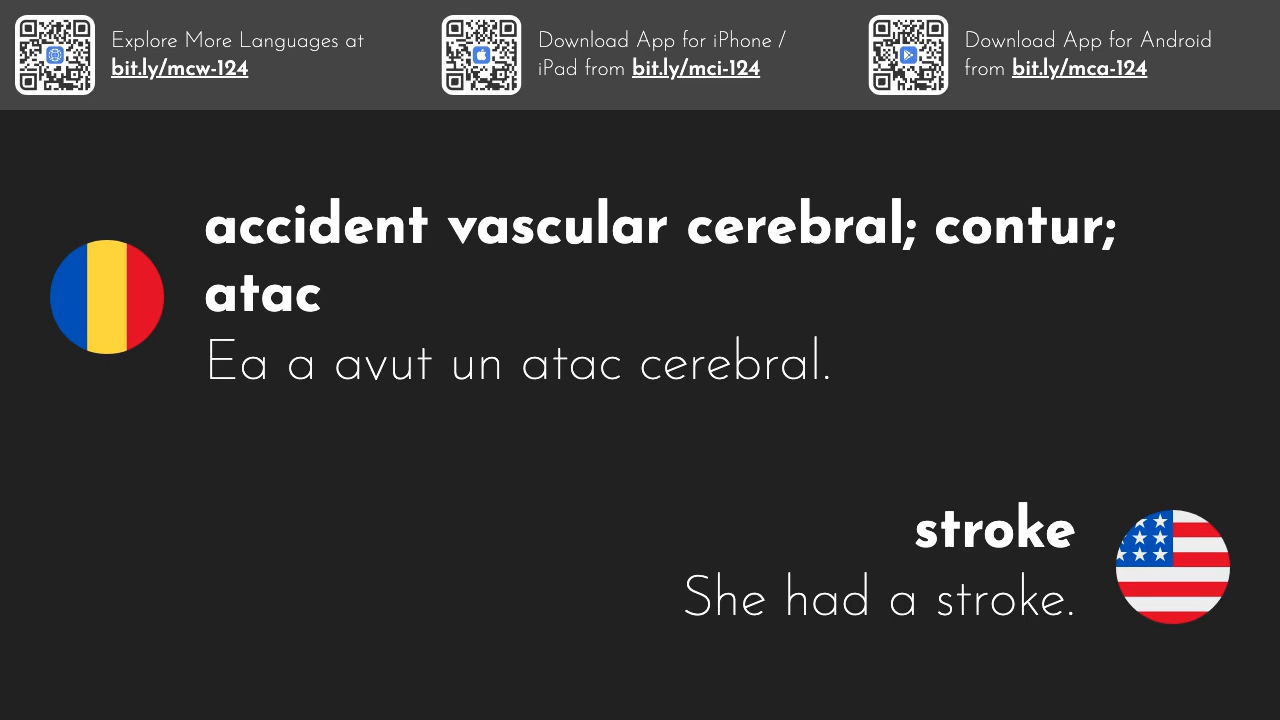 Explore More Languages at
bit.ly/mcw-124
Download App for iPhone /
iPad from bit.ly/mci-124
Download App for Android
from bit.ly/mca-124
accident vascular cerebral; contur;
atac
Ea a avut un atac cerebral.
stroke
She had a stroke.